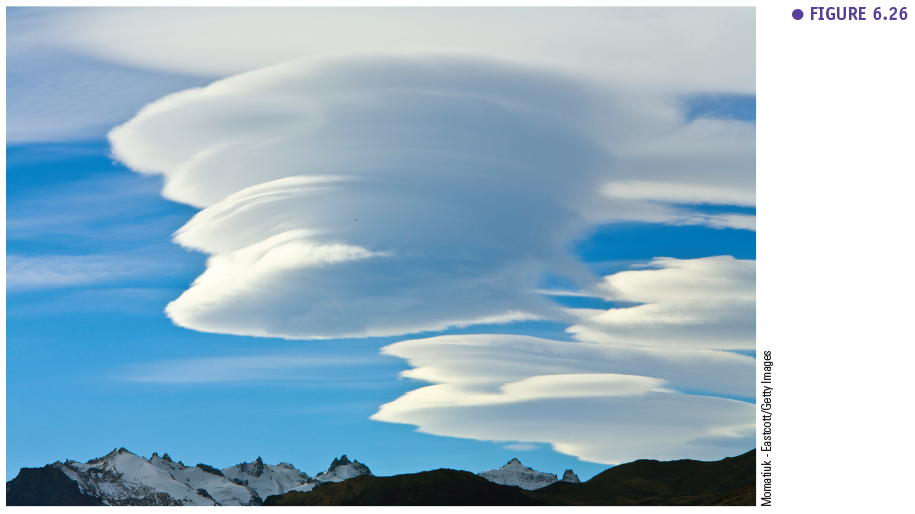 ● FIGURE 6.26
Momatiuk - Eastcott/Getty Images